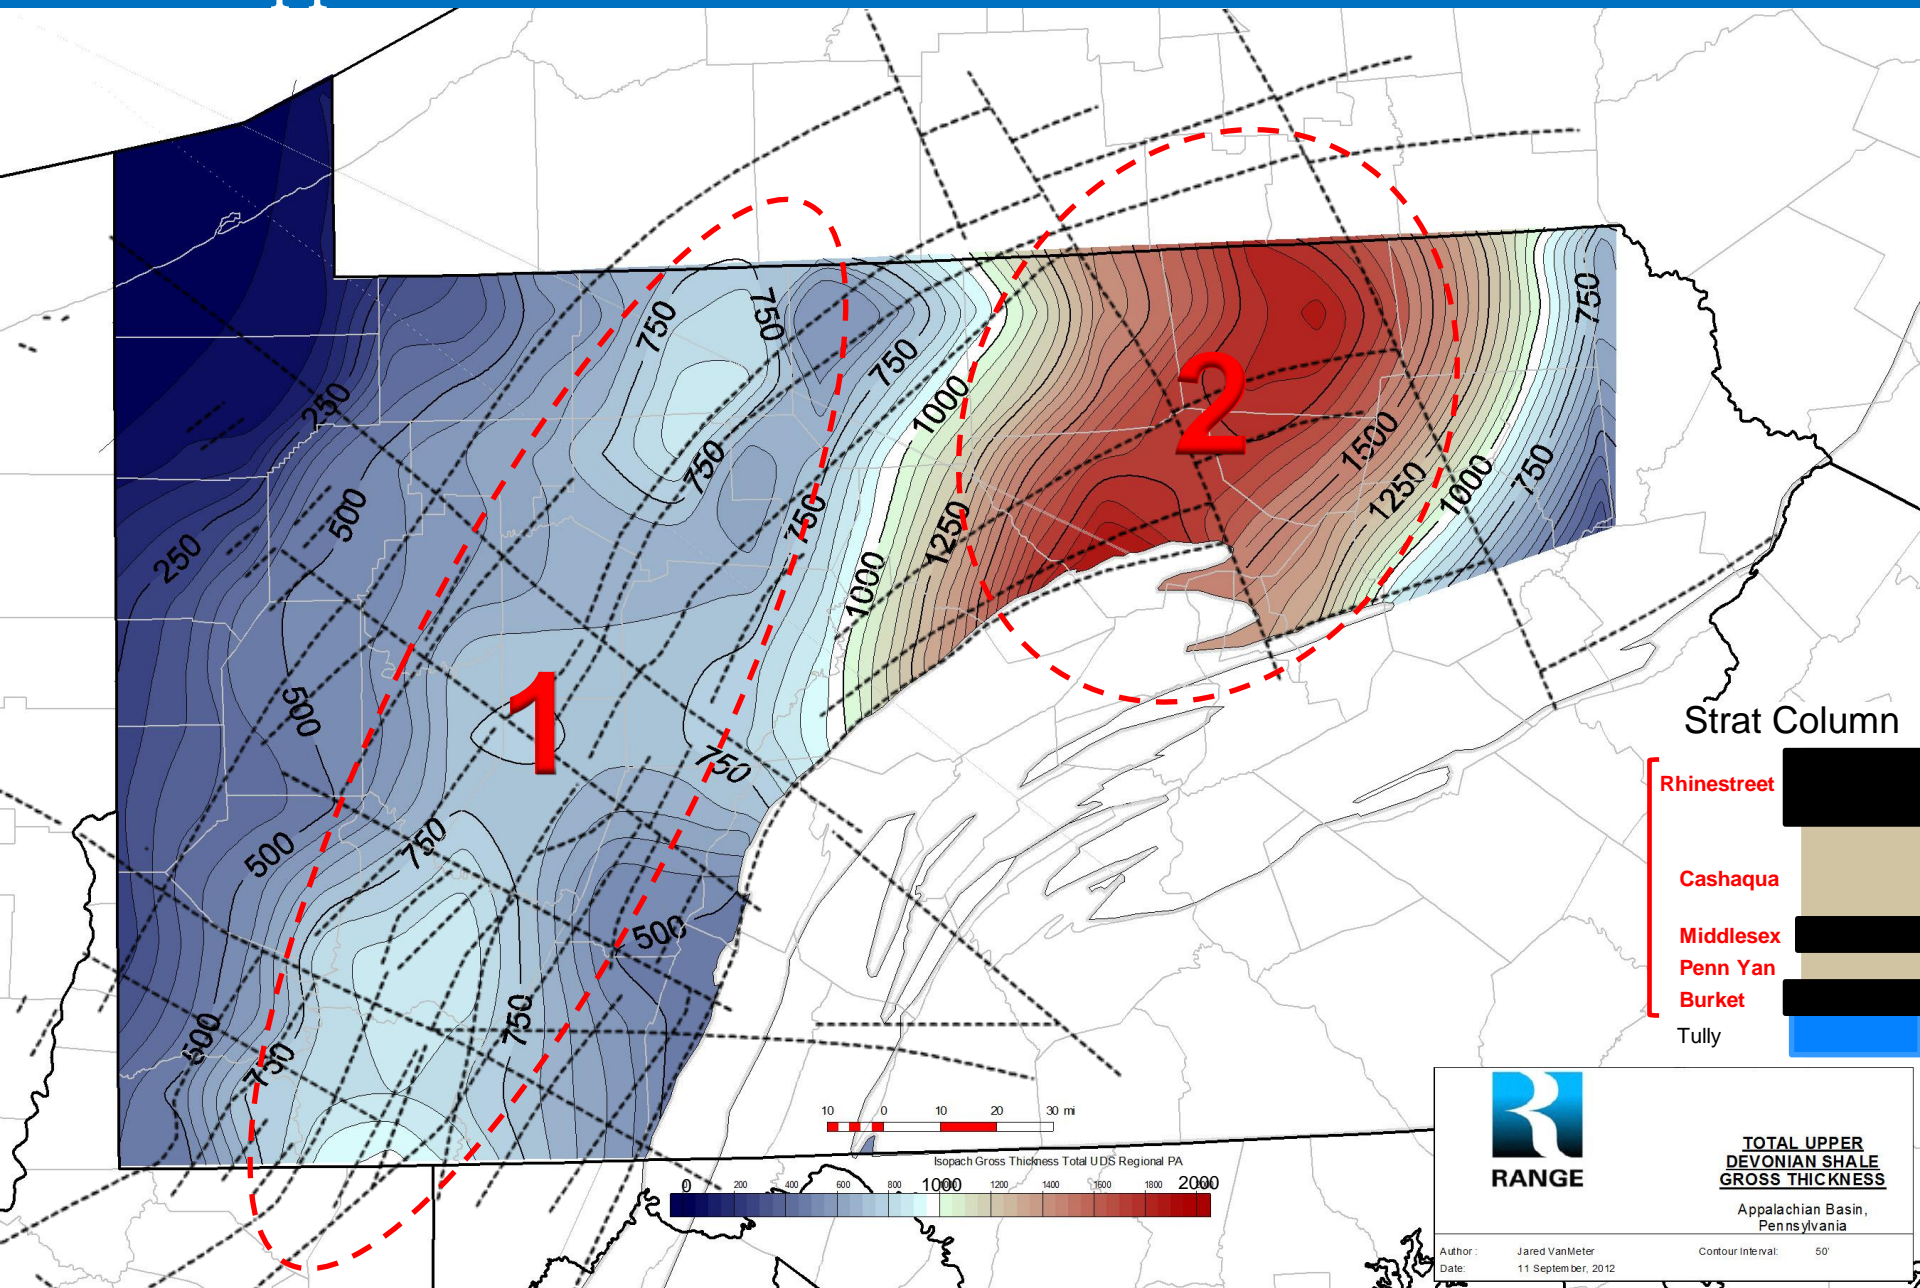 750
750
750
750
1000
250
2
750
1500
1250
1000
750
500
750
750
1250
250
1000
500
1
750
Strat Column
Rhinestreet
Cashaqua
Middlesex
Penn Yan
Burket
Tully
500
750
500
750
500
750
10 0 10 20 30 mi
Isopach Gross Thickness Total UDS Regional PA
0 200 400 600 800 1000 1200 1400 1600 1800 2000
RANGE
TOTAL UPPER
DEVONIAN SHALE
GROSS THICKNESS
Appalachian Basin,
Pennsylvania
Author : Jared VanMeter Contour Interval: 50'
Date: 11 September, 2012